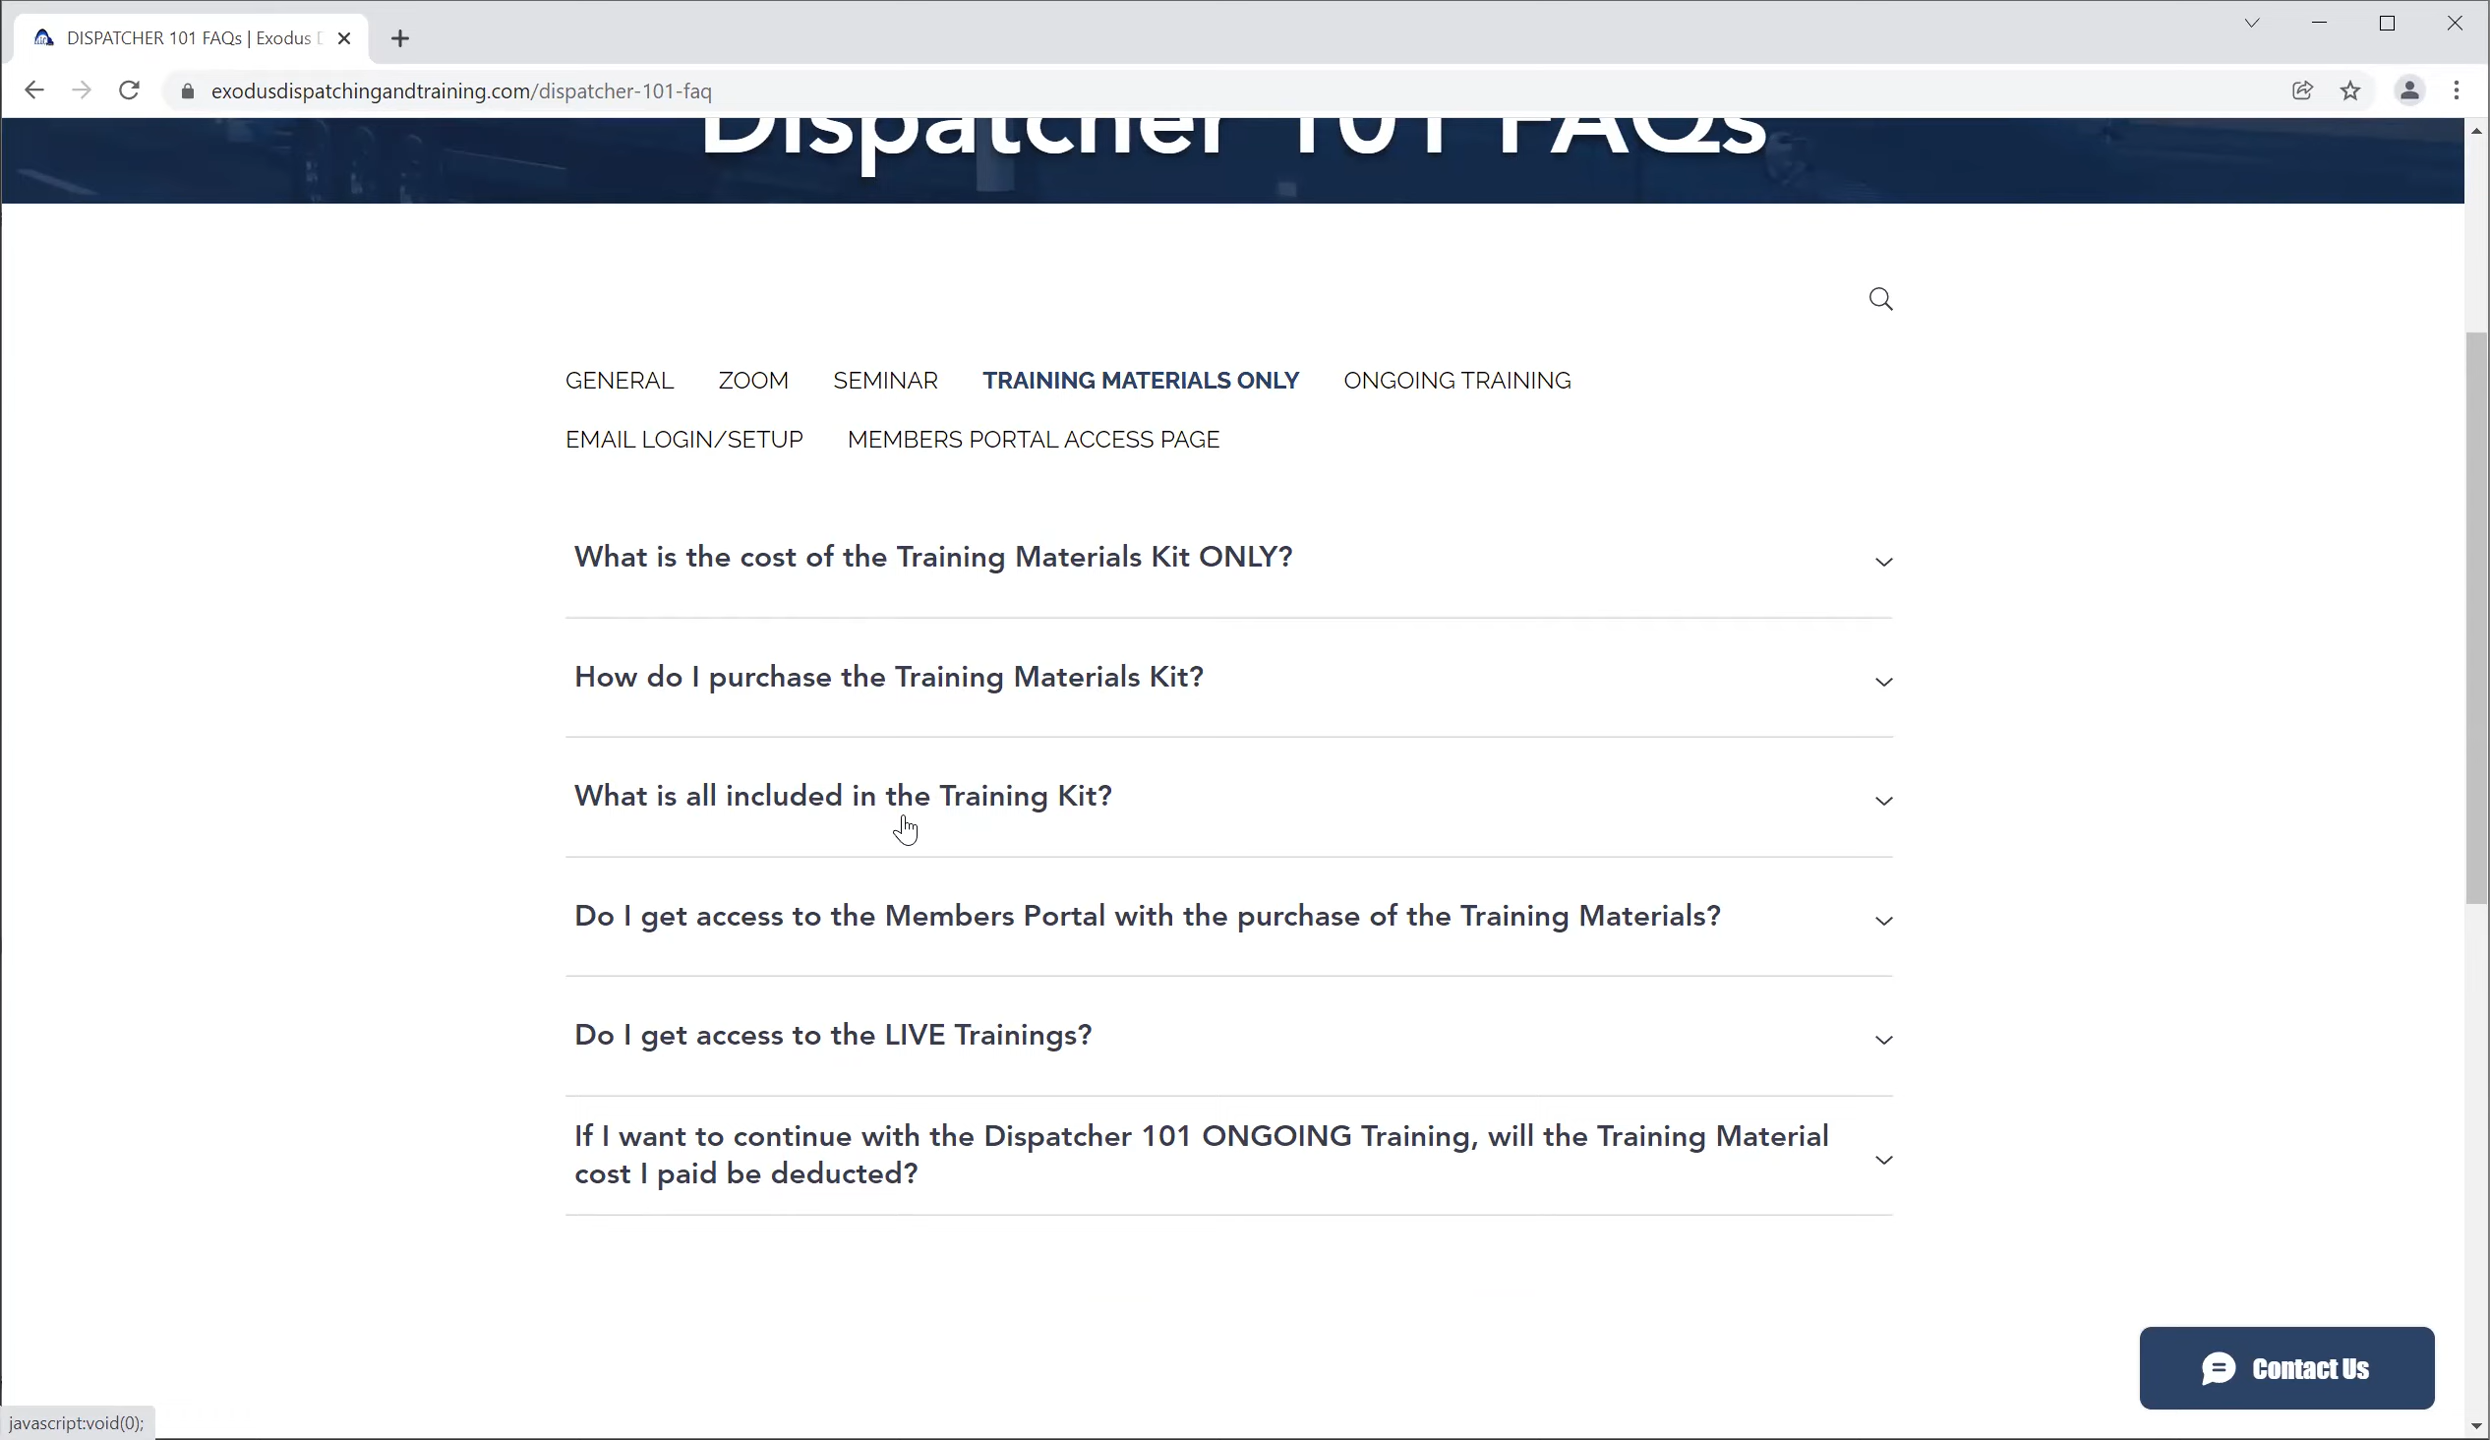 DISPATCHER 101 FAQs | Exodus
exodusdispatchingandtraining.com/dispatcher-101-faq
Dispatcher 101 FAQs
GENERAL ZOOM SEMINAR TRAINING MATERIALS ONLY ONGOING TRAINING
EMAIL LOGIN/SETUP MEMBERS PORTAL ACCESS PAGE
What is the cost of the Training Materials Kit ONLY?
How do I purchase the Training Materials Kit?
What is all included in the Training Kit?
Do I get access to the Members Portal with the purchase of the Training Materials?
Do I get access to the LIVE Trainings?
If I want to continue with the Dispatcher 101 ONGOING Training, will the Training Material
cost I paid be deducted?
Contact Us
javascript:void(0);